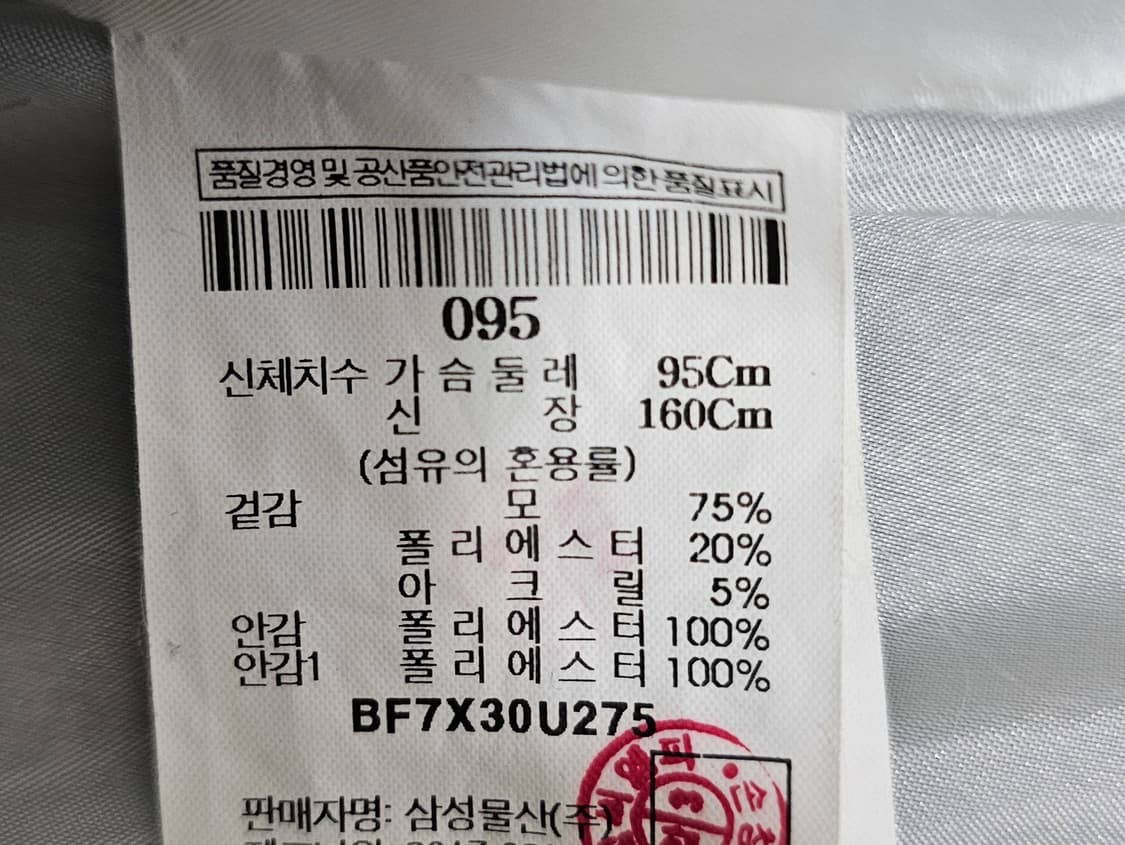 품질경영 및 공산품안전관리법에 의한 품질표시
095
신체치수 가슴둘레 95Cm
신장 160Cm
(섬유의 혼용률)
겉감 모 75%
폴리에스터 20%
아크릴 5%
안감 폴리에스터 100%
안감1 폴리에스터 100%
BF7X30U275
판매자명: 삼성물산(주)